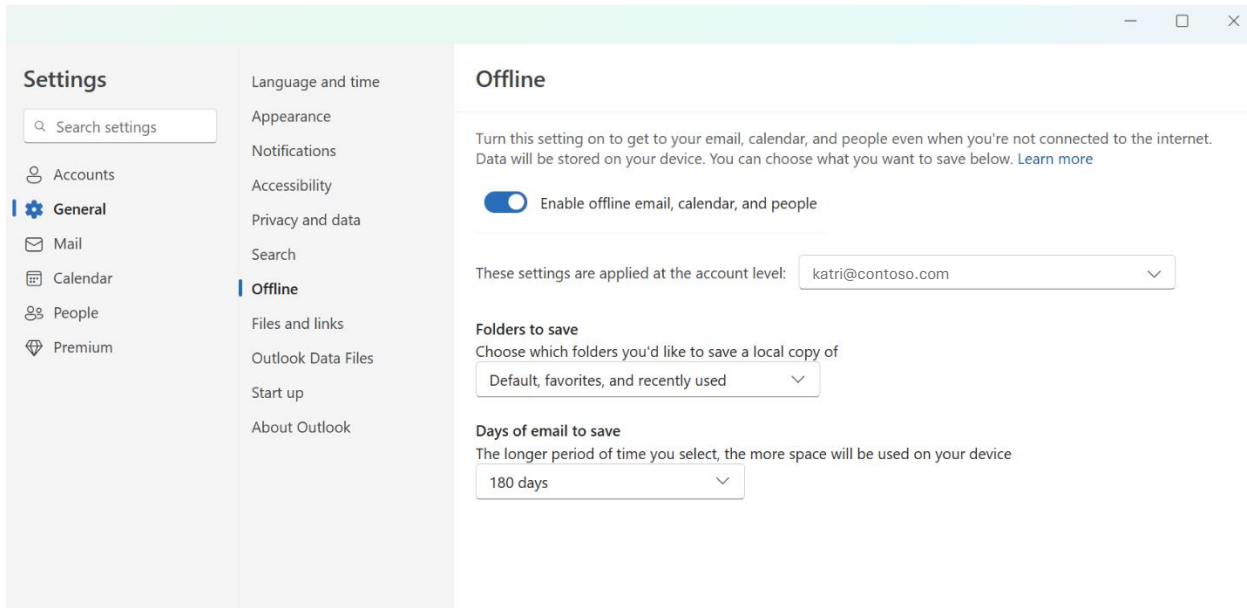 Settings
Search settings
Accounts
General
Mail
Calendar
People
Premium
Language and time
Appearance
Notifications
Accessibility
Privacy and data
Search
Offline
Files and links
Outlook Data Files
Start up
About Outlook
Offline
Turn this setting on to get to your email, calendar, and people even when you're not connected to the internet.
Data will be stored on your device. You can choose what you want to save below. Learn more
Enable offline email, calendar, and people
These settings are applied at the account level: katri@contoso.com
Folders to save
Choose which folders you'd like to save a local copy of
Default, favorites, and recently used
Days of email to save
The longer period of time you select, the more space will be used on your device
180 days